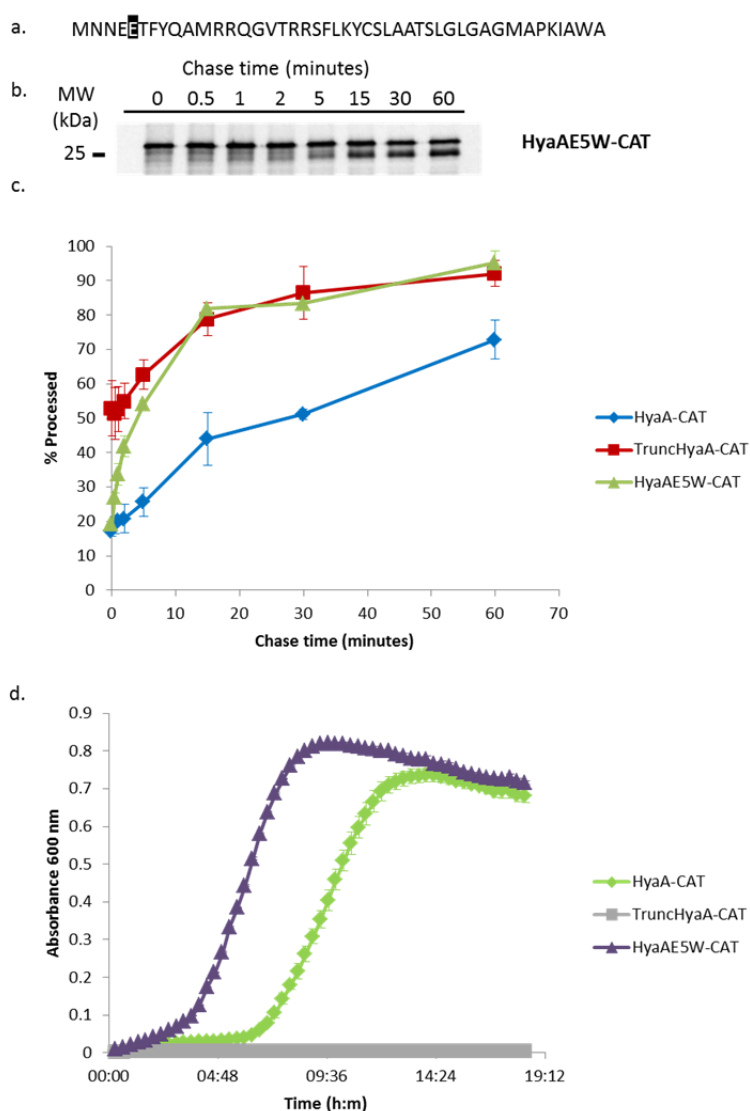 a. MNNEETFYQAMRRQGVTRRSFLKYCSLAATSLGLGAGMAPKIAWA
Chase time (minutes)
b. MW (kDa) 0 0.5 1 2 5 15 30 60
25
HyaAE5W-CAT
c.
100
90
80
70
60
50
40
30
20
10
0
% Processed
0 10 20 30 40 50 60 70
Chase time (minutes)
HyaA-CAT
TruncHyaA-CAT
HyaAE5W-CAT
d.
0.9
0.8
0.7
0.6
0.5
0.4
0.3
0.2
0.1
0
Absorbance 600 nm
00:00 04:48 09:36 14:24 19:12
Time (h:m)
HyaA-CAT
TruncHyaA-CAT
HyaAE5W-CAT